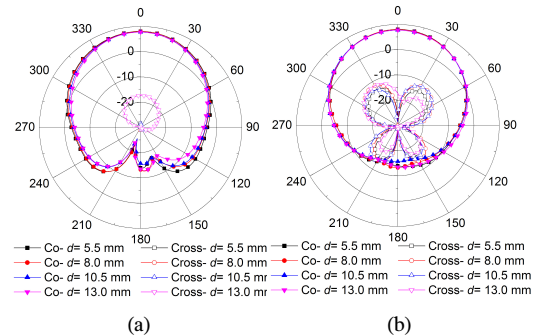 (a)
0
330
30
300
60
270
90
240
120
210
150
180
0
-10
-20
Co- d= 5.5 mm
Cross- d= 5.5 mm
Co- d= 8.0 mm
Cross- d= 8.0 mm
Co- d= 10.5 mm
Cross- d= 10.5 mm
Co- d= 13.0 mm
Cross- d= 13.0 mm
(a)
(b)
0
330
30
300
60
270
90
240
120
210
150
180
0
-10
-20
Co- d= 5.5 mm
Cross- d= 5.5 mm
Co- d= 8.0 mm
Cross- d= 8.0 mm
Co- d= 10.5 mm
Cross- d= 10.5 mm
Co- d= 13.0 mm
Cross- d= 13.0 mm
(b)